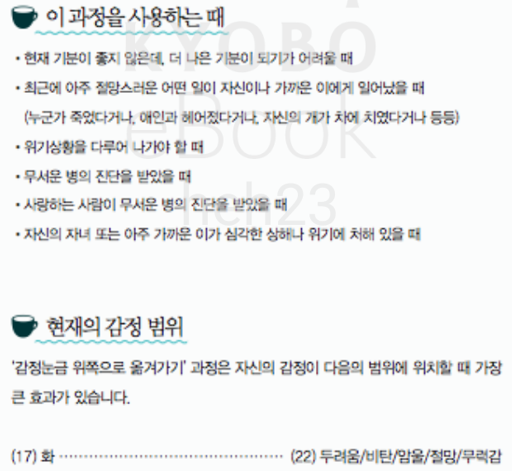 KYOBO
eBook
hch23
이 과정을 사용하는 때
• 현재 기분이 좋지 않은데, 더 나은 기분이 되기가 어려울 때
• 최근에 아주 절망스러운 어떤 일이 자신이나 가까운 이에게 일어났을 때
(누군가 죽었다거나, 애인과 헤어졌다거나, 자신의 개가 차에 치였다거나 등등)
• 위기상황을 다루어 나가야 할 때
• 무서운 병의 진단을 받았을 때
• 사랑하는 사람이 무서운 병의 진단을 받았을 때
• 자신의 자녀 또는 아주 가까운 이가 심각한 상해나 위기에 처해 있을 때
현재의 감정 범위
‘감정눈금 위쪽으로 옮겨가기’ 과정은 자신의 감정이 다음의 범위에 위치할 때 가장
큰 효과가 있습니다.
(17) 화 ·········································· (22) 두려움/비탄/암울/절망/무력감